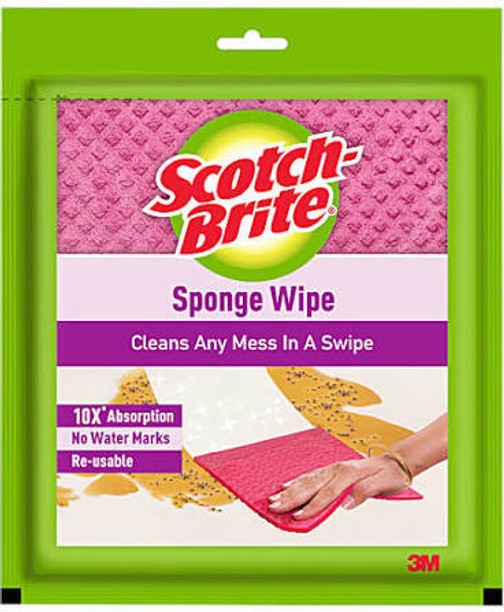 Scotch-
Brite®
Sponge Wipe
Cleans Any Mess In A Swipe
10X* Absorption
No Water Marks
Re-usable
3M